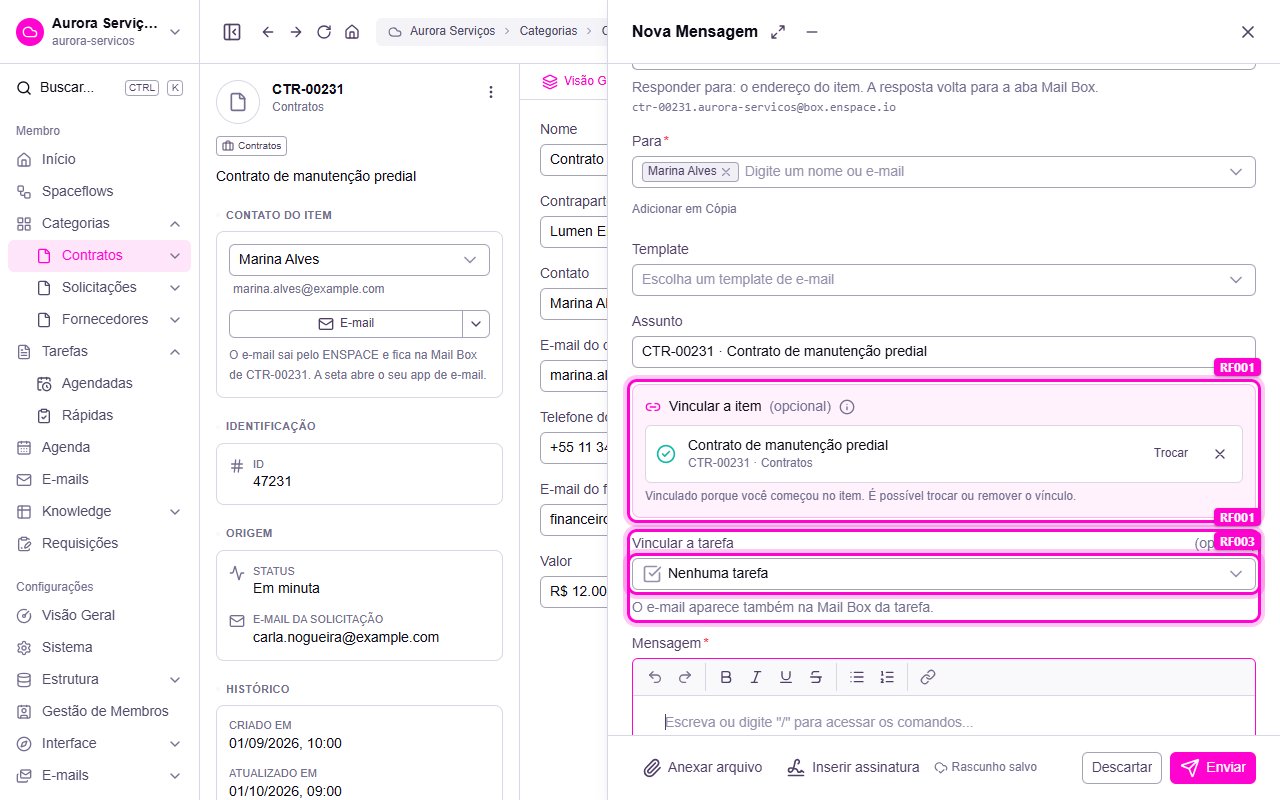 Aurora Serviç...
aurora-servicos
Buscar...
CTRL
K
Membro
Início
Spaceflows
Categorias
Contratos
Solicitações
Fornecedores
Tarefas
Agendadas
Rápidas
Agenda
E-mails
Knowledge
Requisições
Configurações
Visão Geral
Sistema
Estrutura
Gestão de Membros
Interface
E-mails
Aurora Serviços
Categorias
CTR-00231
Contratos
Contratos
Contrato de manutenção predial
CONTATO DO ITEM
Marina Alves
marina.alves@example.com
E-mail
O e-mail sai pelo ENSPACE e fica na Mail Box
de CTR-00231. A seta abre o seu app de e-mail.
IDENTIFICAÇÃO
ID
47231
ORIGEM
STATUS
Em minuta
E-MAIL DA SOLICITAÇÃO
carla.nogueira@example.com
HISTÓRICO
CRIADO EM
01/09/2026, 10:00
ATUALIZADO EM
01/10/2026, 09:00
Visão G
Nome
Contrato
Contrapart
Lumen E
Contato
Marina Al
E-mail do c
marina.al
Telefone do
+55 11 34
E-mail do f
financeiro
Valor
R$ 12.00
Nova Mensagem
Responder para: o endereço do item. A resposta volta para a aba Mail Box.
ctr-00231.aurora-servicos@box.enspace.io
Para*
Marina Alves
Digite um nome ou e-mail
Adicionar em Cópia
Template
Escolha um template de e-mail
Assunto
CTR-00231 · Contrato de manutenção predial
RF001
Vincular a item (opcional)
Contrato de manutenção predial
CTR-00231 · Contratos
Trocar
Vinculado porque você começou no item. É possível trocar ou remover o vínculo.
RF001
Vincular a tarefa
(op
RF003
Nenhuma tarefa
O e-mail aparece também na Mail Box da tarefa.
Mensagem*
Escreva ou digite "/" para acessar os comandos...
Anexar arquivo
Inserir assinatura
Rascunho salvo
Descartar
Enviar